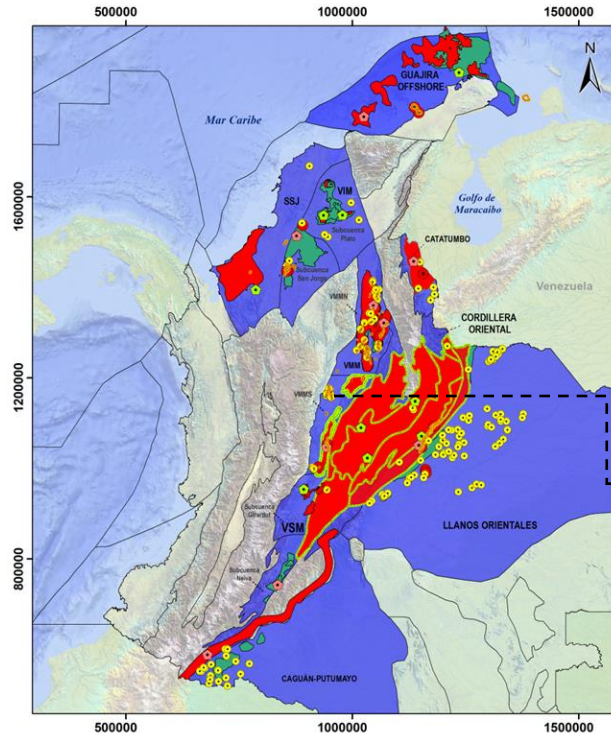 500000 1000000 1500000
N
GUAJIRA
OFFSHORE
Mar Caribe
1600000
SSJ
VIM
Golfo de
Maracaibo
Subcuenca
Plato
CATATUMBO
Subcuenca
San Jorge
Venezuela
VMMN
CORDILLERA
ORIENTAL
VMM
1200000
VMMS
Subcuenca
Girardot
VSM
LLANOS ORIENTALES
800000
Subcuenca
Neiva
CAGUÁN-PUTUMAYO
500000 1000000 1500000